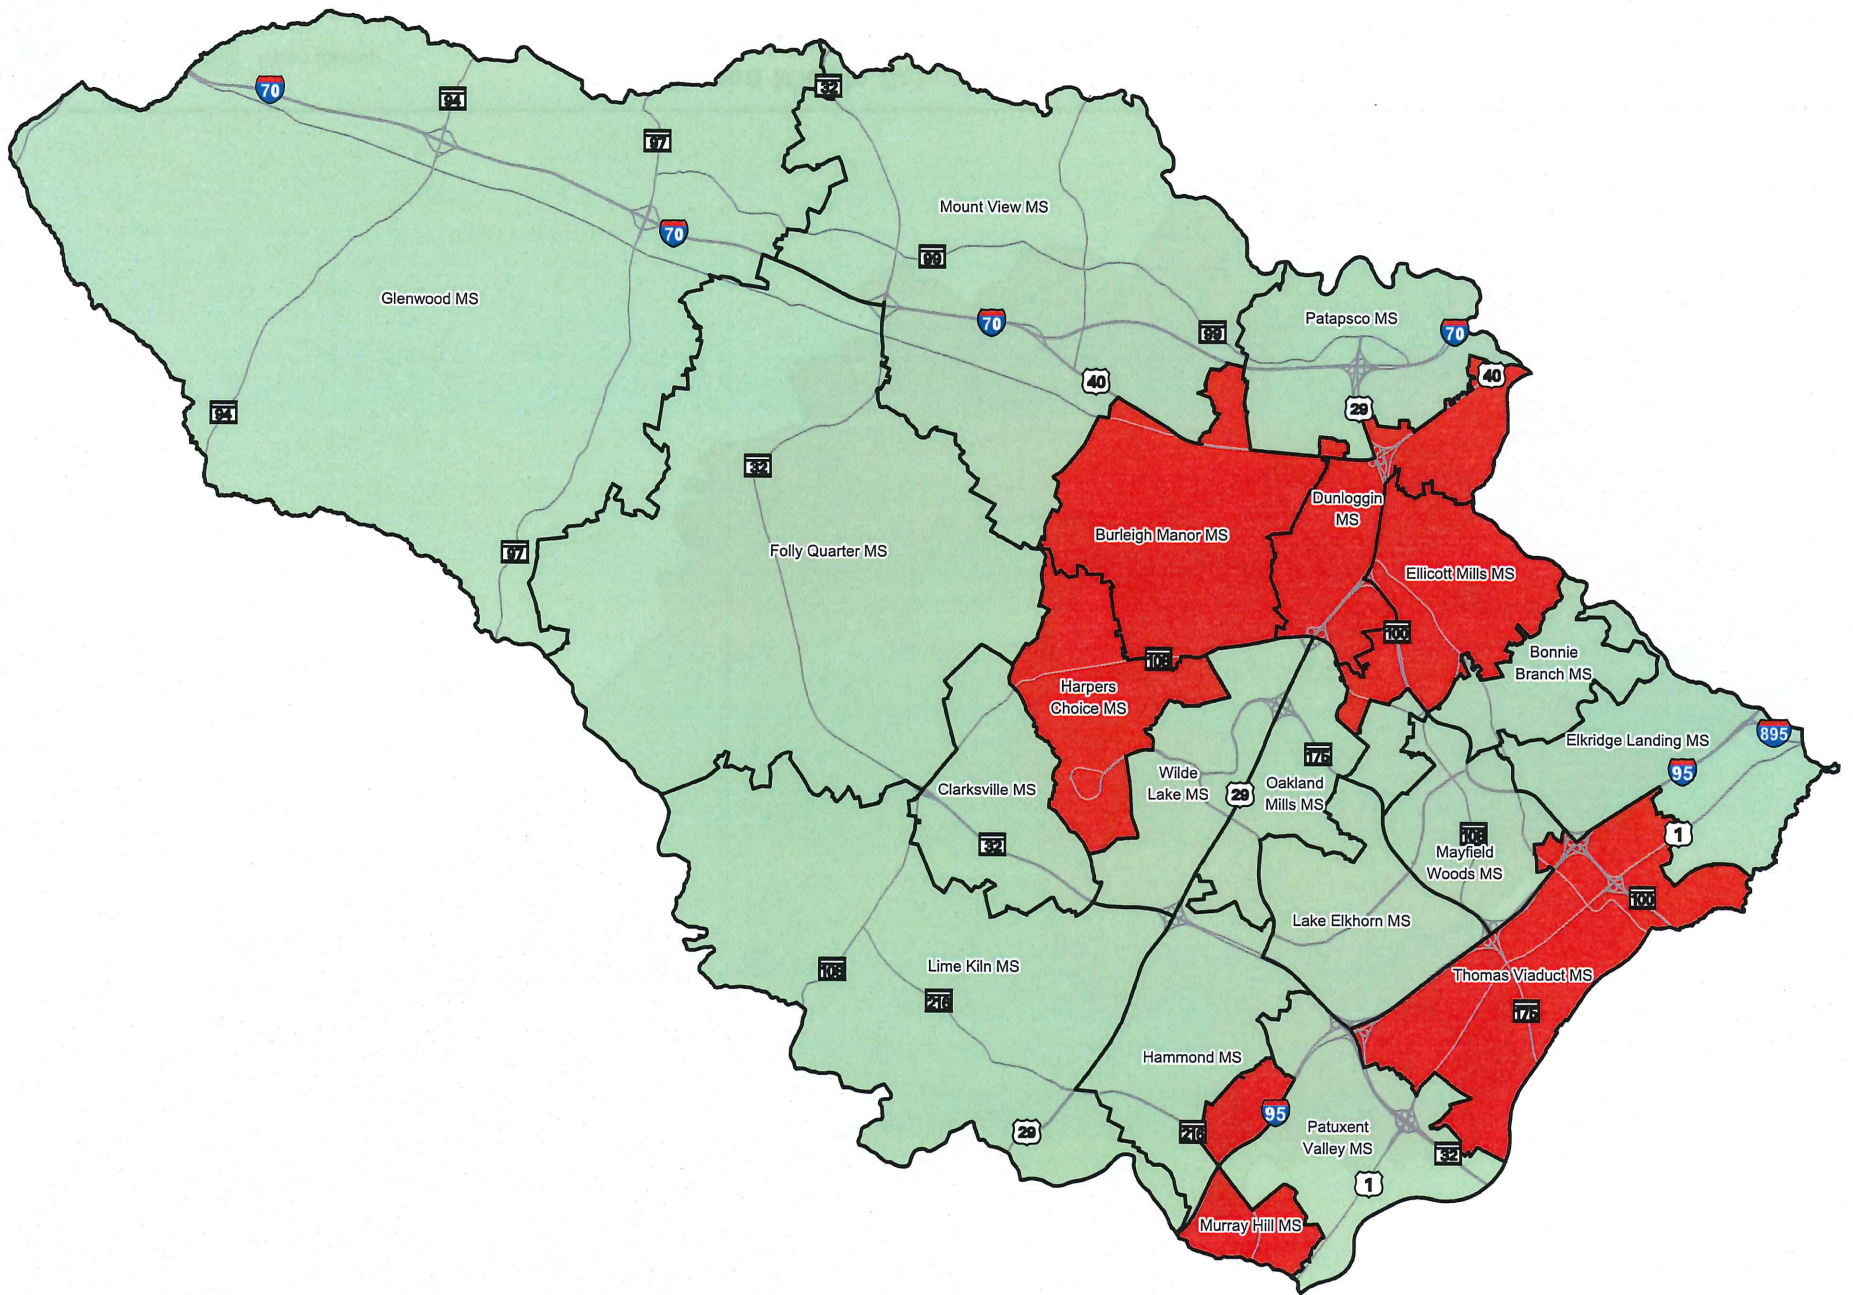 70
94
32
97
Mount View MS
70
99
Glenwood MS
70
99
Patapsco MS
70
40
40
29
94
32
Dunloggin
MS
Burleigh Manor MS
97
Folly Quarter MS
Ellicott Mills MS
100
108
Bonnie
Branch MS
Harpers
Choice MS
Elkridge Landing MS
895
175
95
Wilde
Lake MS
Oakland
Mills MS
29
Clarksville MS
32
108
Mayfield
Woods MS
1
100
Lake Elkhorn MS
108
Lime Kiln MS
216
Thomas Viaduct MS
175
Hammond MS
95
29
216
Patuxent
Valley MS
32
1
Murray Hill MS